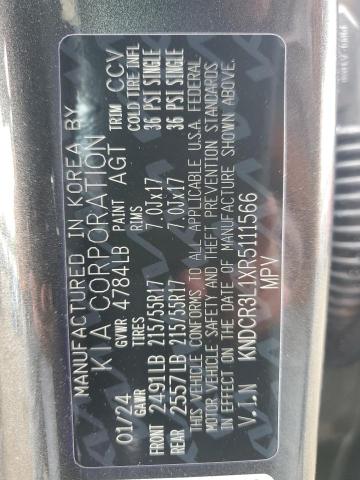 MANUFACTURED IN KOREA BY
KIA CORPORATION
01/24 GVWR 4784LB PAINT AGT TRIM CCV
GAWR TIRES RIMS COLD TIRE INFL
FRONT 2491LB 215/55R17 7.0Jx17 36 PSI SINGLE
REAR 2557LB 215/55R17 7.0Jx17 36 PSI SINGLE
THIS VEHICLE CONFORMS TO ALL APPLICABLE U.S.A. FEDERAL
MOTOR VEHICLE SAFETY AND THEFT PREVENTION STANDARDS
IN EFFECT ON THE DATE OF MANUFACTURE SHOWN ABOVE.
V.I.N KNDCR3L1XR5111566
MPV